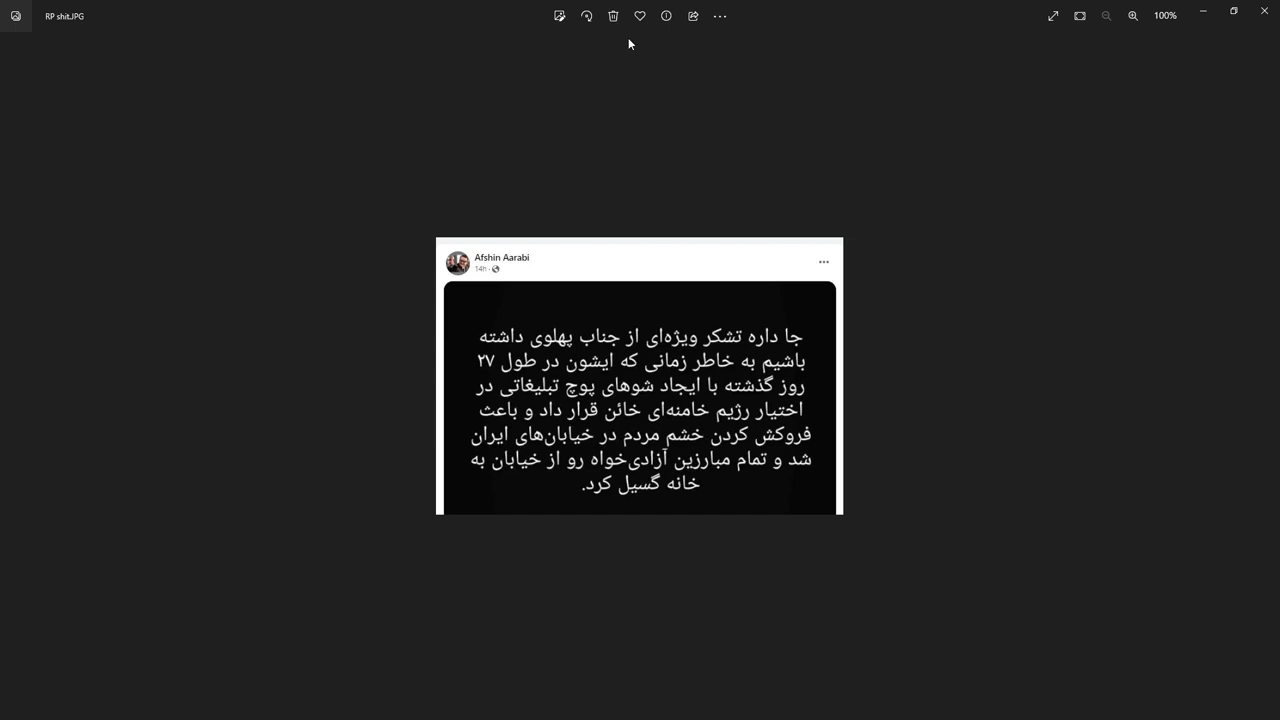 RP shit.JPG
100%
Afshin Aarabi
14h
جا داره تشکر ویژه‌ای از جناب پهلوی داشته
باشیم به خاطر زمانی که ایشون در طول ۲۷
روز گذشته با ایجاد شوهای پوچ تبلیغاتی در
اختیار رژیم خامنه‌ای خائن قرار داد و باعث
فروکش کردن خشم مردم در خیابان‌های ایران
شد و تمام مبارزین آزادی‌خواه رو از خیابان به
خانه گسیل کرد.